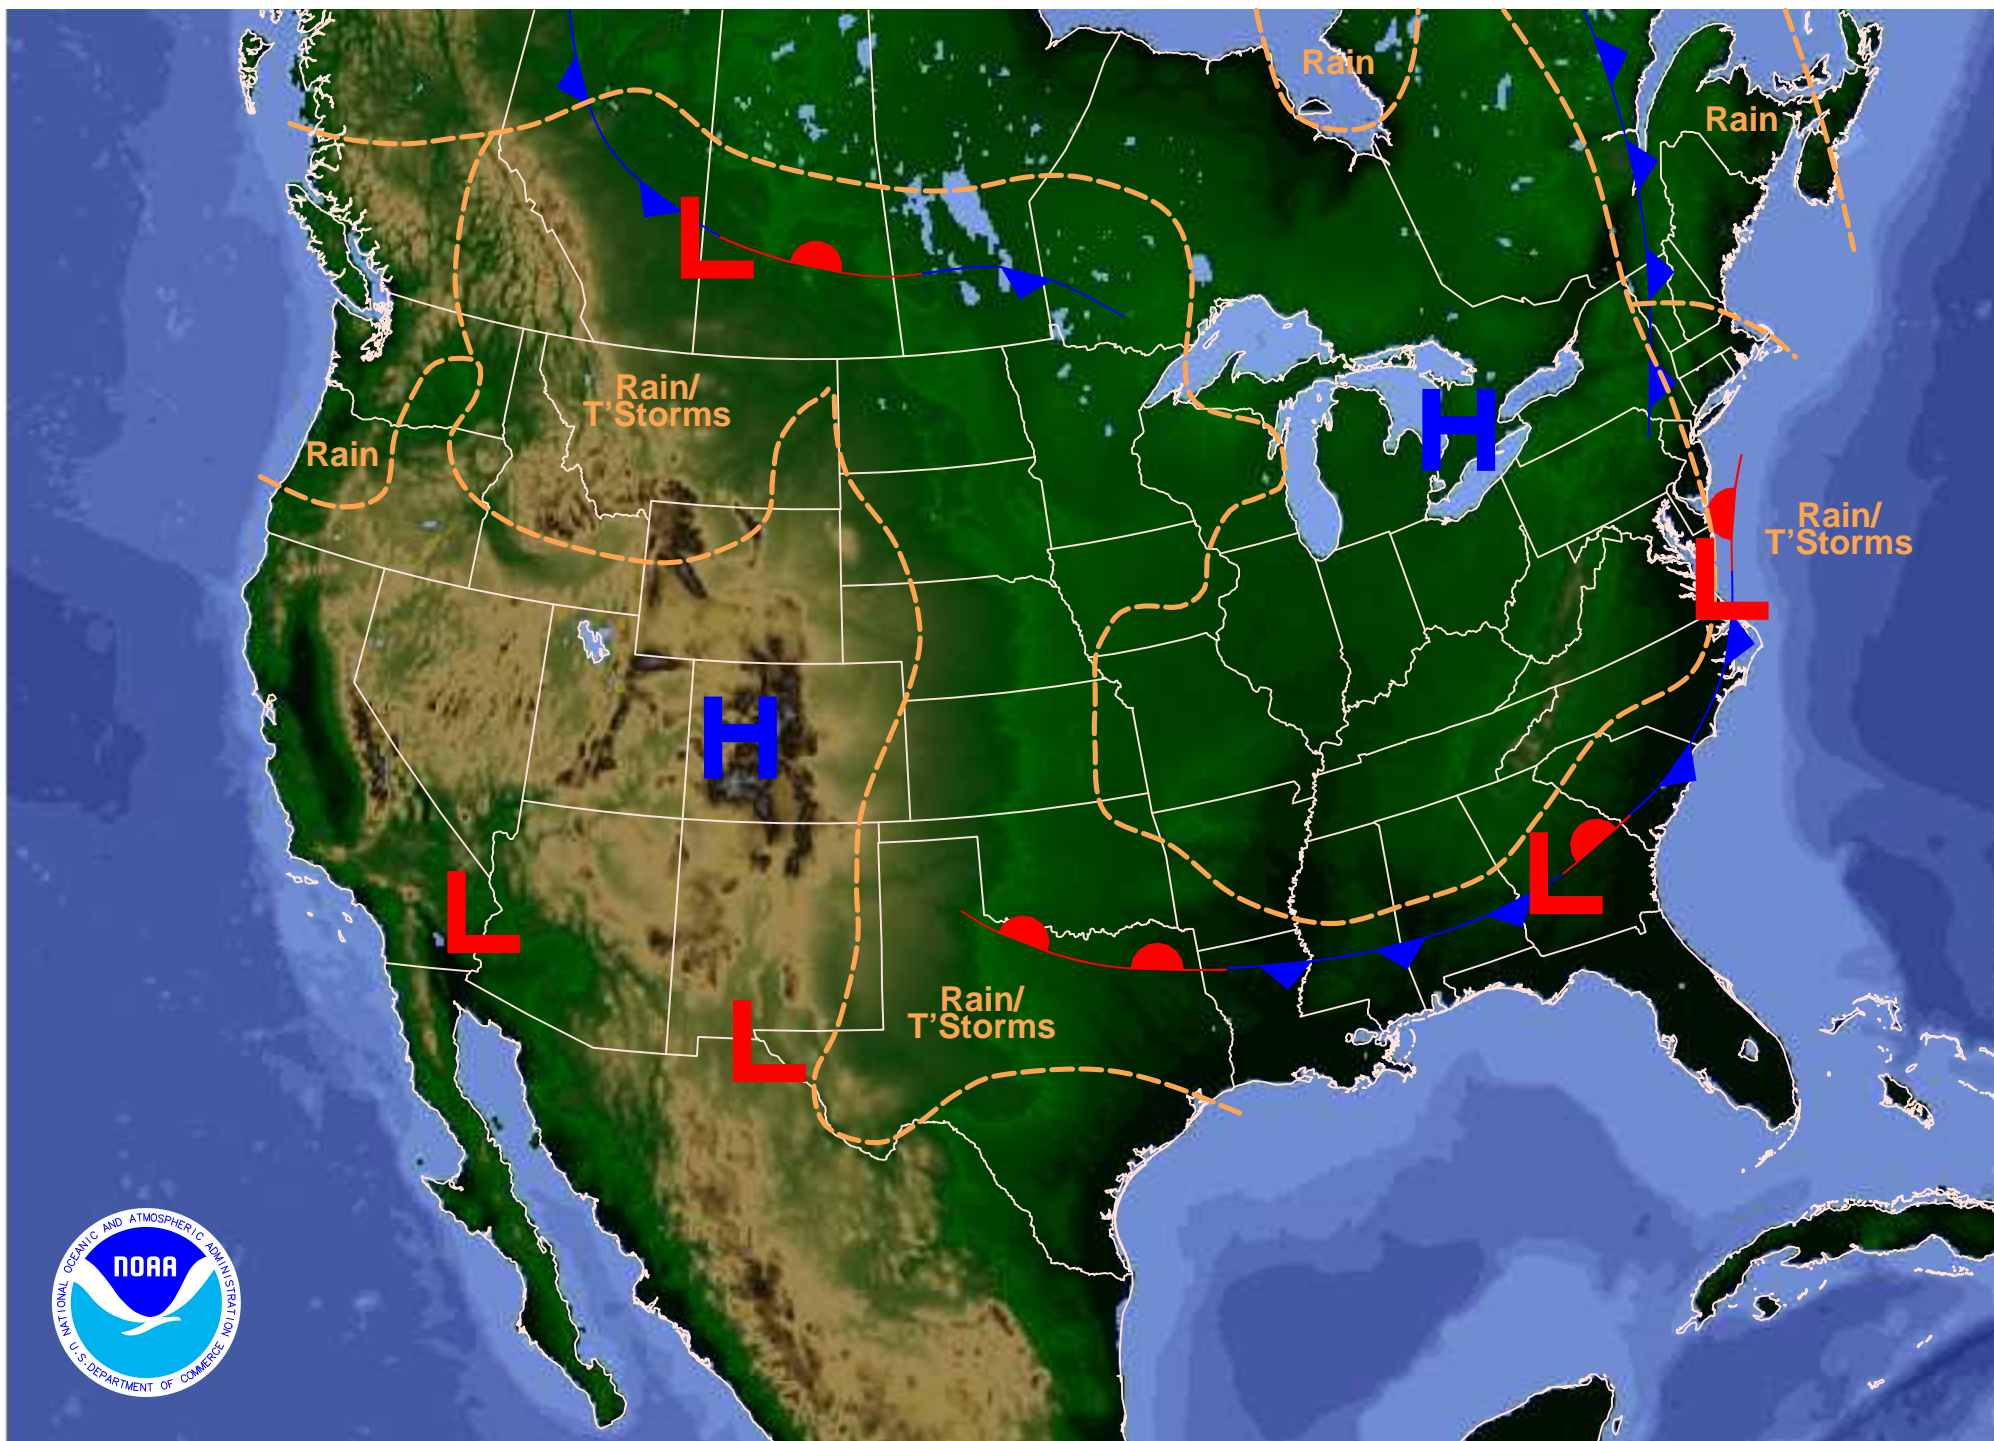 Rain
Rain
Rain/
T'Storms
Rain
Rain/
T'Storms
L
H
H
L
L
L
L
Rain/
T'Storms
NATIONAL OCEANIC AND ATMOSPHERIC ADMINISTRATION
NOAA
U.S. DEPARTMENT OF COMMERCE